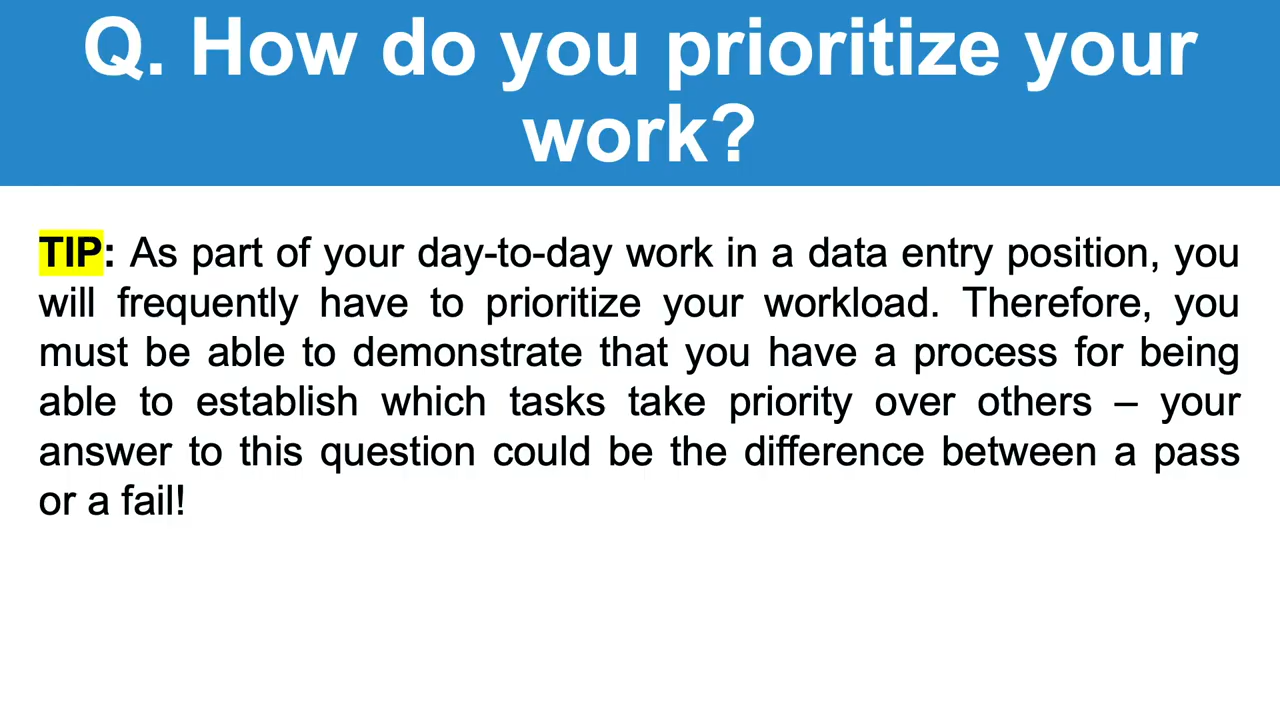 Q. How do you prioritize your
work?
TIP: As part of your day-to-day work in a data entry position, you
will frequently have to prioritize your workload. Therefore, you
must be able to demonstrate that you have a process for being
able to establish which tasks take priority over others – your
answer to this question could be the difference between a pass
or a fail!